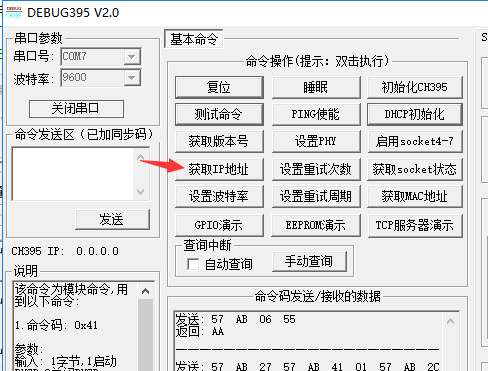 DEBUG395 V2.0
串口参数
串口号: COM7
波特率: 9600
关闭串口
命令发送区（已加同步码）
发送
CH395 IP: 0.0.0.0
说明
该命令为模块命令,用
到以下命令:
1.命令码: 0x41
参数:
输入: 1字节,1启动
基本命令
命令操作(提示: 双击执行)
复位
睡眠
初始化CH395
测试命令
PING使能
DHCP初始化
获取版本号
设置PHY
启用socket4-7
获取IP地址
设置重试次数
获取socket状态
设置波特率
设置重试周期
获取MAC地址
GPIO演示
EEPROM演示
TCP服务器演示
查询中断
自动查询
手动查询
命令码发送/接收的数据
发送: 57 AB 06 55
返回: AA
发送: 57 AB 27 57 AB 41 01 57 AB 2C